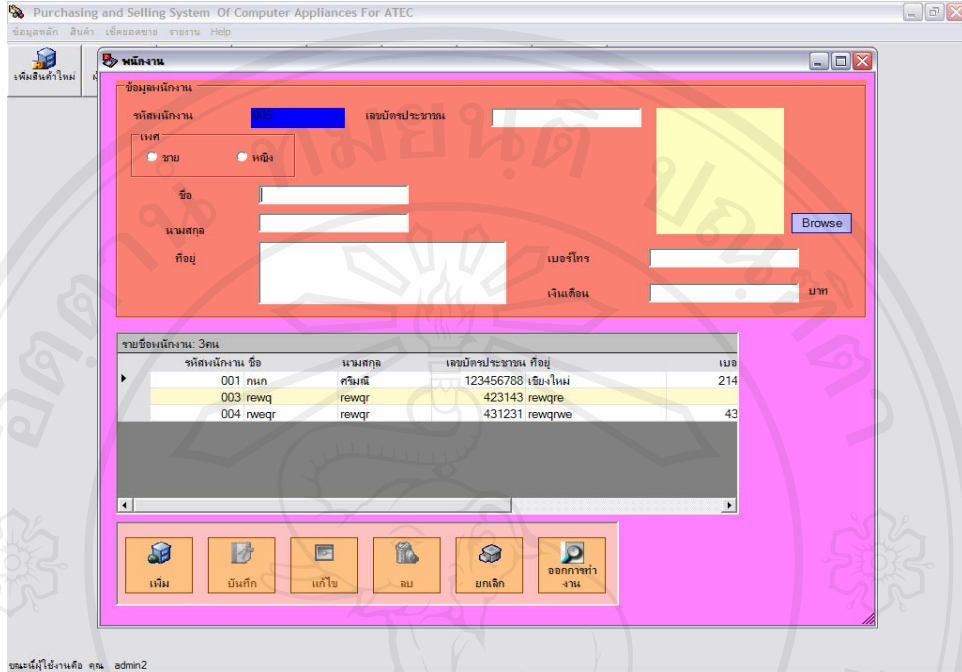 Purchasing and Selling System Of Computer Appliances For ATEC
ข้อมูลหลัก สินค้า เช็คยอดขาย รายงาน Help
เพิ่มสินค้าใหม่
พนักงาน
ข้อมูลพนักงาน
รหัสพนักงาน 005 เลขบัตรประชาชน
เพศ
ชาย หญิง
ชื่อ
นามสกุล
Browse
ที่อยู่ เบอร์โทร
เงินเดือน บาท
รายชื่อพนักงาน: 3คน
รหัสพนักงาน ชื่อ นามสกุล เลขบัตรประชาชน ที่อยู่ เบอ
001 กนก ศริมณี 123456788 เชียงใหม่ 214
003 rewq rewqr 423143 rewqre
004 rweqr rewqr 431231 rewqrwe 43
เพิ่ม บันทึก แก้ไข ลบ ยกเลิก ออกการทำ
งาน
ขณะนี้ผู้ใช้งานคือ คุณ admin2